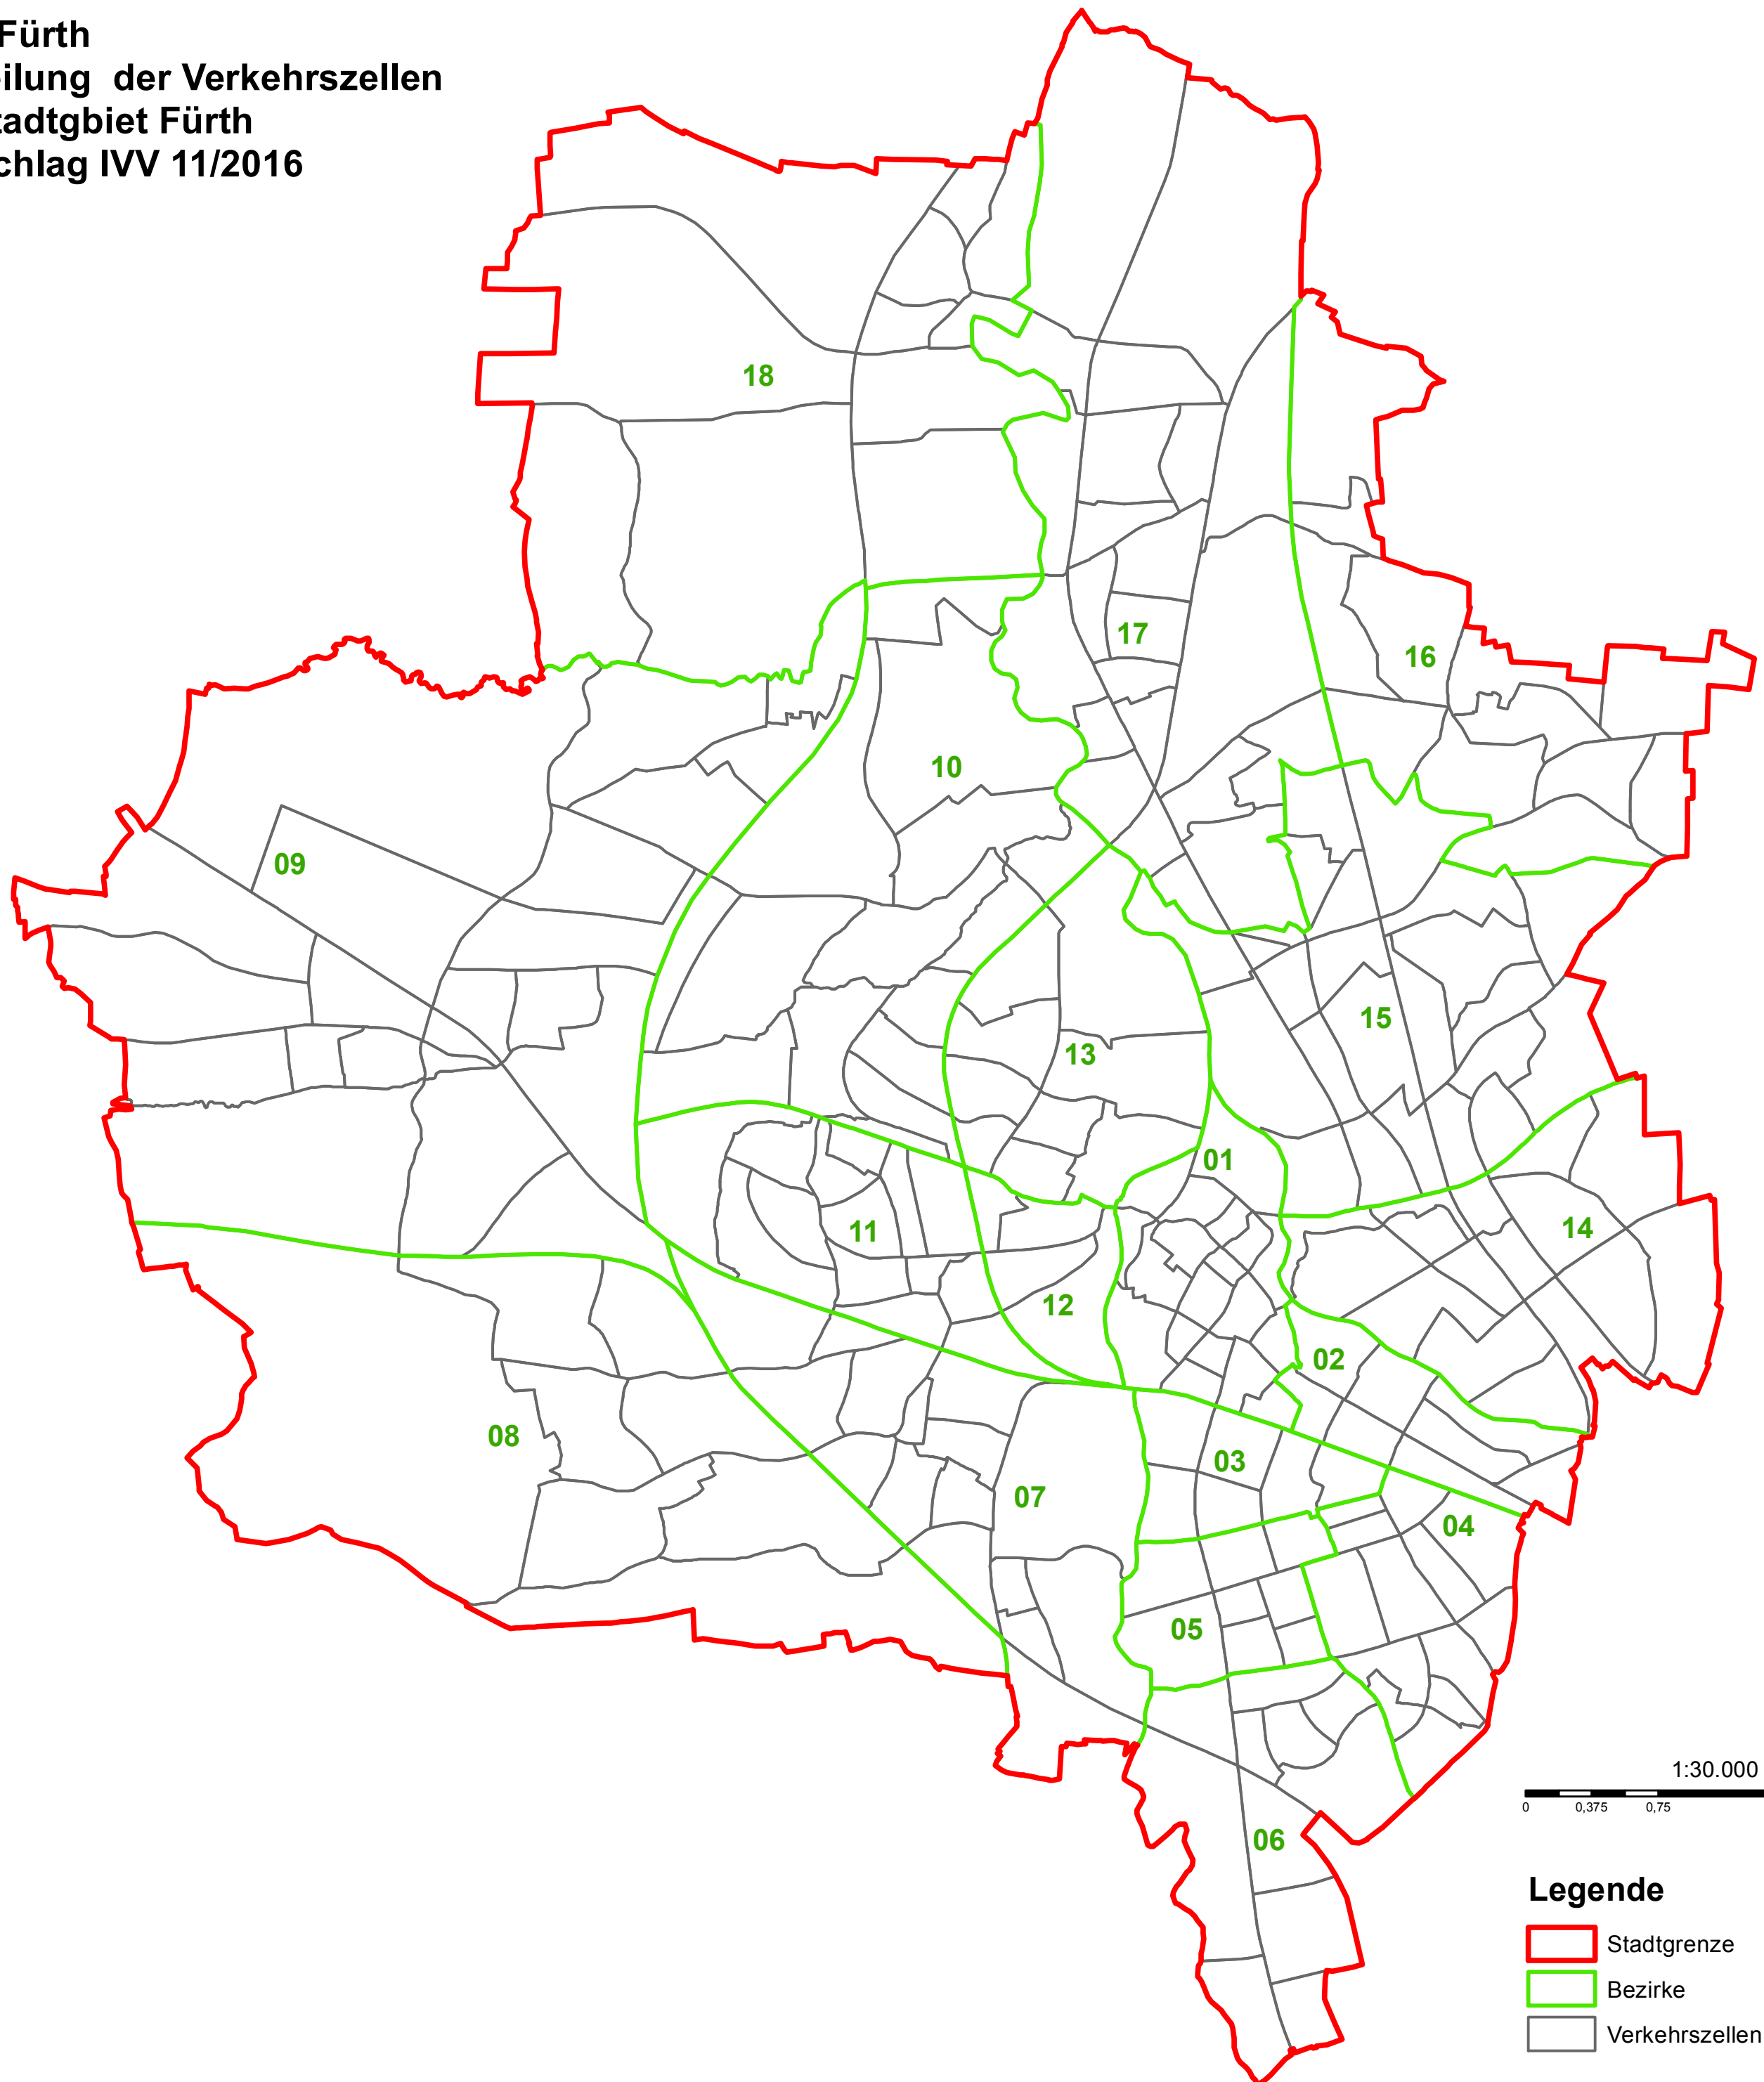 Fürth
eilung der Verkehrszellen
tadtgbiet Fürth
chlag IVV 11/2016
18
17
16
10
09
15
13
01
11
14
12
02
08
03
07
04
05
1:30.000
0 0,375 0,75
06
Legende
Stadtgrenze
Bezirke
Verkehrszellen